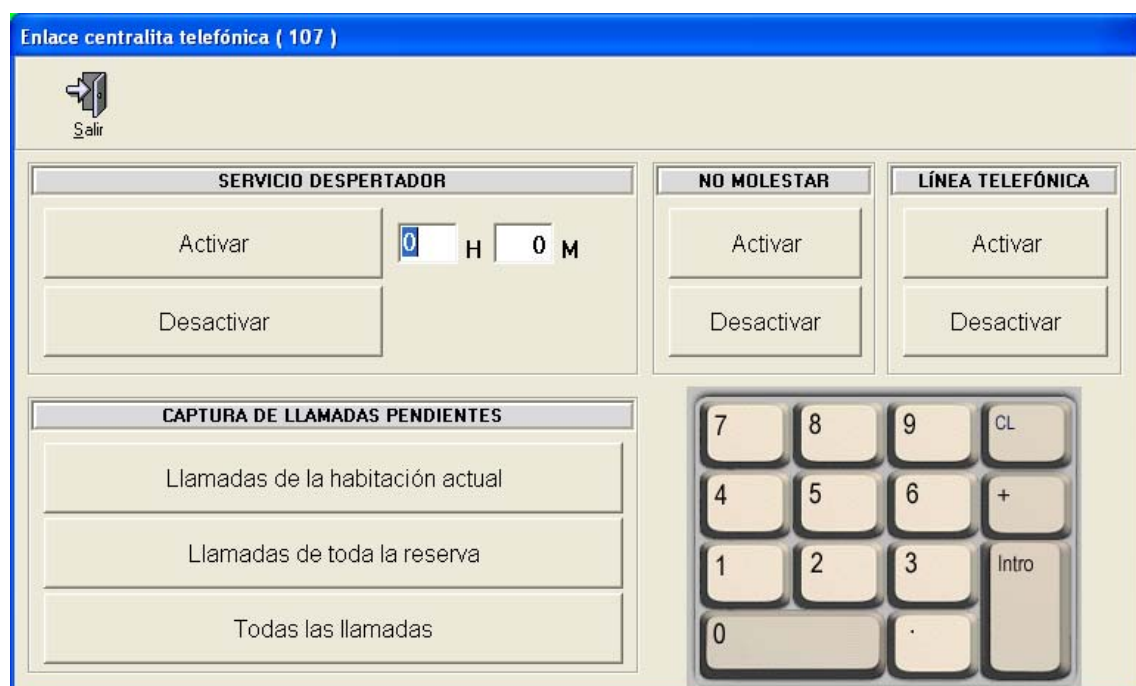 Enlace centralita telefónica ( 107 )
Salir
SERVICIO DESPERTADOR
Activar
0 H 0 M
Desactivar
NO MOLESTAR
Activar
Desactivar
LÍNEA TELEFÓNICA
Activar
Desactivar
CAPTURA DE LLAMADAS PENDIENTES
Llamadas de la habitación actual
Llamadas de toda la reserva
Todas las llamadas
7 8 9 CL
4 5 6 +
1 2 3 Intro
0 .